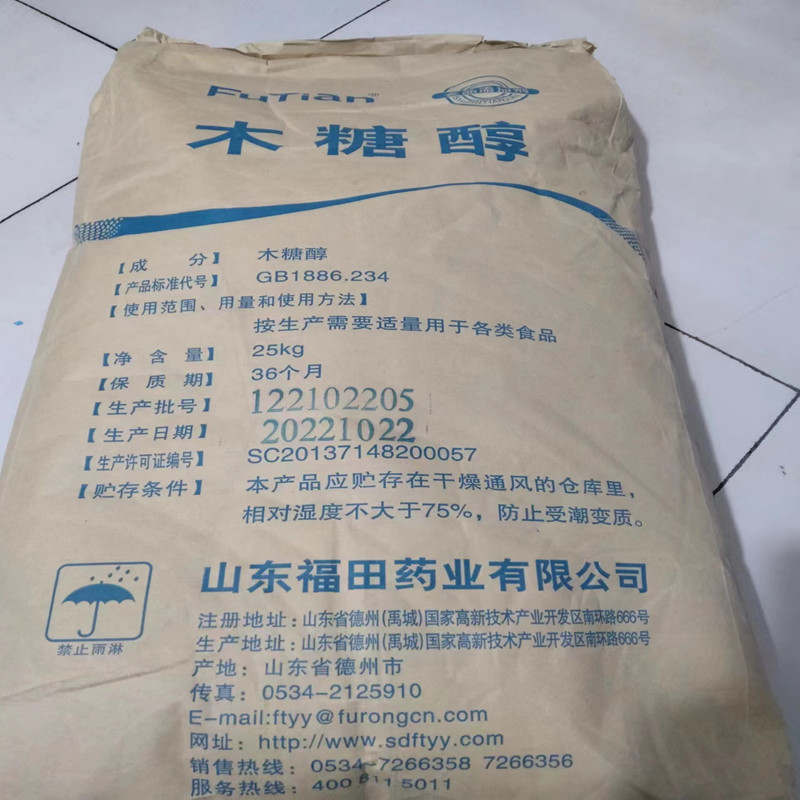 FuTian®
木糖醇
【成 分】 木糖醇
【产品标准代号】 GB1886.234
【使用范围、用量和使用方法】
按生产需要适量用于各类食品
【净含量】 25kg
【保质期】 36个月
【生产批号】 122102205
【生产日期】 20221022
【生产许可证编号】 SC20137148200057
【贮存条件】 本产品应贮存在干燥通风的仓库里，
相对湿度不大于75%，防止受潮变质。
山东福田药业有限公司
禁止雨淋
注册地址：山东省德州(禹城)国家高新技术产业开发区南环路666号
生产地址：山东省德州(禹城)国家高新技术产业开发区南环路666号
产地：山东省德州市
传真：0534-2125910
E-mail:ftyy@furongcn.com
网址：http://www.sdftyy.com
销售热线：0534-7266358 7266356
服务热线：400 811 5011